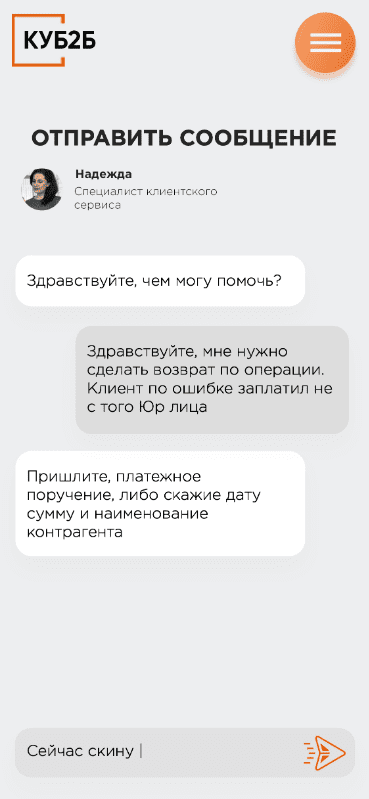 КУБ2Б
ОТПРАВИТЬ СООБЩЕНИЕ
Надежда
Специалист клиентского
сервиса
Здравствуйте, чем могу помочь?
Здравствуйте, мне нужно
сделать возврат по операции.
Клиент по ошибке заплатил не
с того Юр лица
Пришлите, платежное
поручение, либо скажие дату
сумму и наименование
контрагента
Сейчас скину |